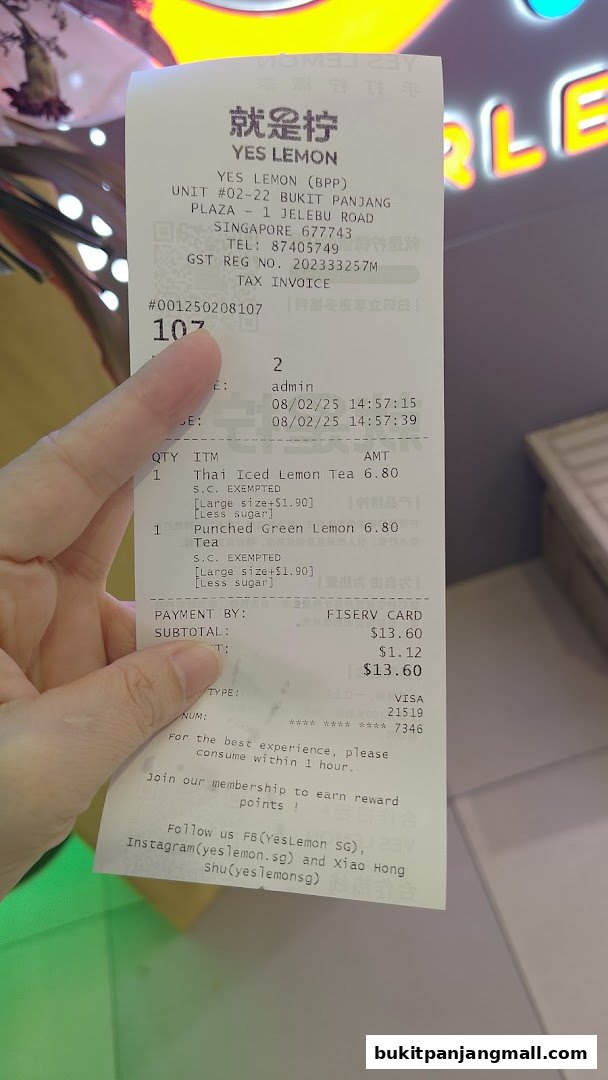 就是柠
YES LEMON
YES LEMON (BPP)
UNIT #02-22 BUKIT PANJANG
PLAZA - 1 JELEBU ROAD
SINGAPORE 677743
TEL: 87405749
GST REG NO. 202333257M
TAX INVOICE
#001250208107
107
2
E: admin
08/02/25 14:57:15
SE: 08/02/25 14:57:39
QTY ITM AMT
1 Thai Iced Lemon Tea 6.80
S.C. EXEMPTED
[Large size+$1.90]
[Less sugar]
1 Punched Green Lemon 6.80
Tea
S.C. EXEMPTED
[Large size+$1.90]
[Less sugar]
PAYMENT BY: FISERV CARD
SUBTOTAL: $13.60
T: $1.12
$13.60
TYPE: VISA
21519
NUM: **** **** **** 7346
For the best experience, please
consume within 1 hour.
Join our membership to earn reward
points !
Follow us FB(YesLemon SG),
Instagram(yeslemon.sg) and Xiao Hong
Shu(yeslemonsg)
RLE
bukitpanjangmall.com